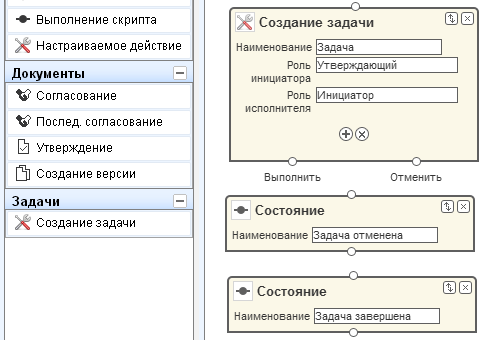 Выполнение скрипта
Настраиваемое действие
Документы
Согласование
Послед. согласование
Утверждение
Создание версии
Задачи
Создание задачи
Создание задачи
Наименование Задача
Роль инициатора Утверждающий
Роль исполнителя Инициатор
Выполнить Отменить
Состояние
Наименование Задача отменена
Состояние
Наименование Задача завершена